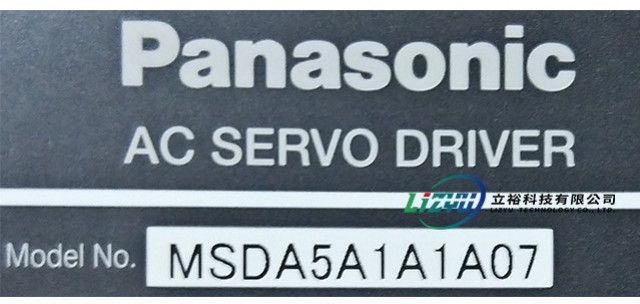 Panasonic
AC SERVO DRIVER
LiZYU 立裕科技有限公司
LIZYU TECHNOLOGY CO., LTD.
Model No. MSDA5A1A1A07